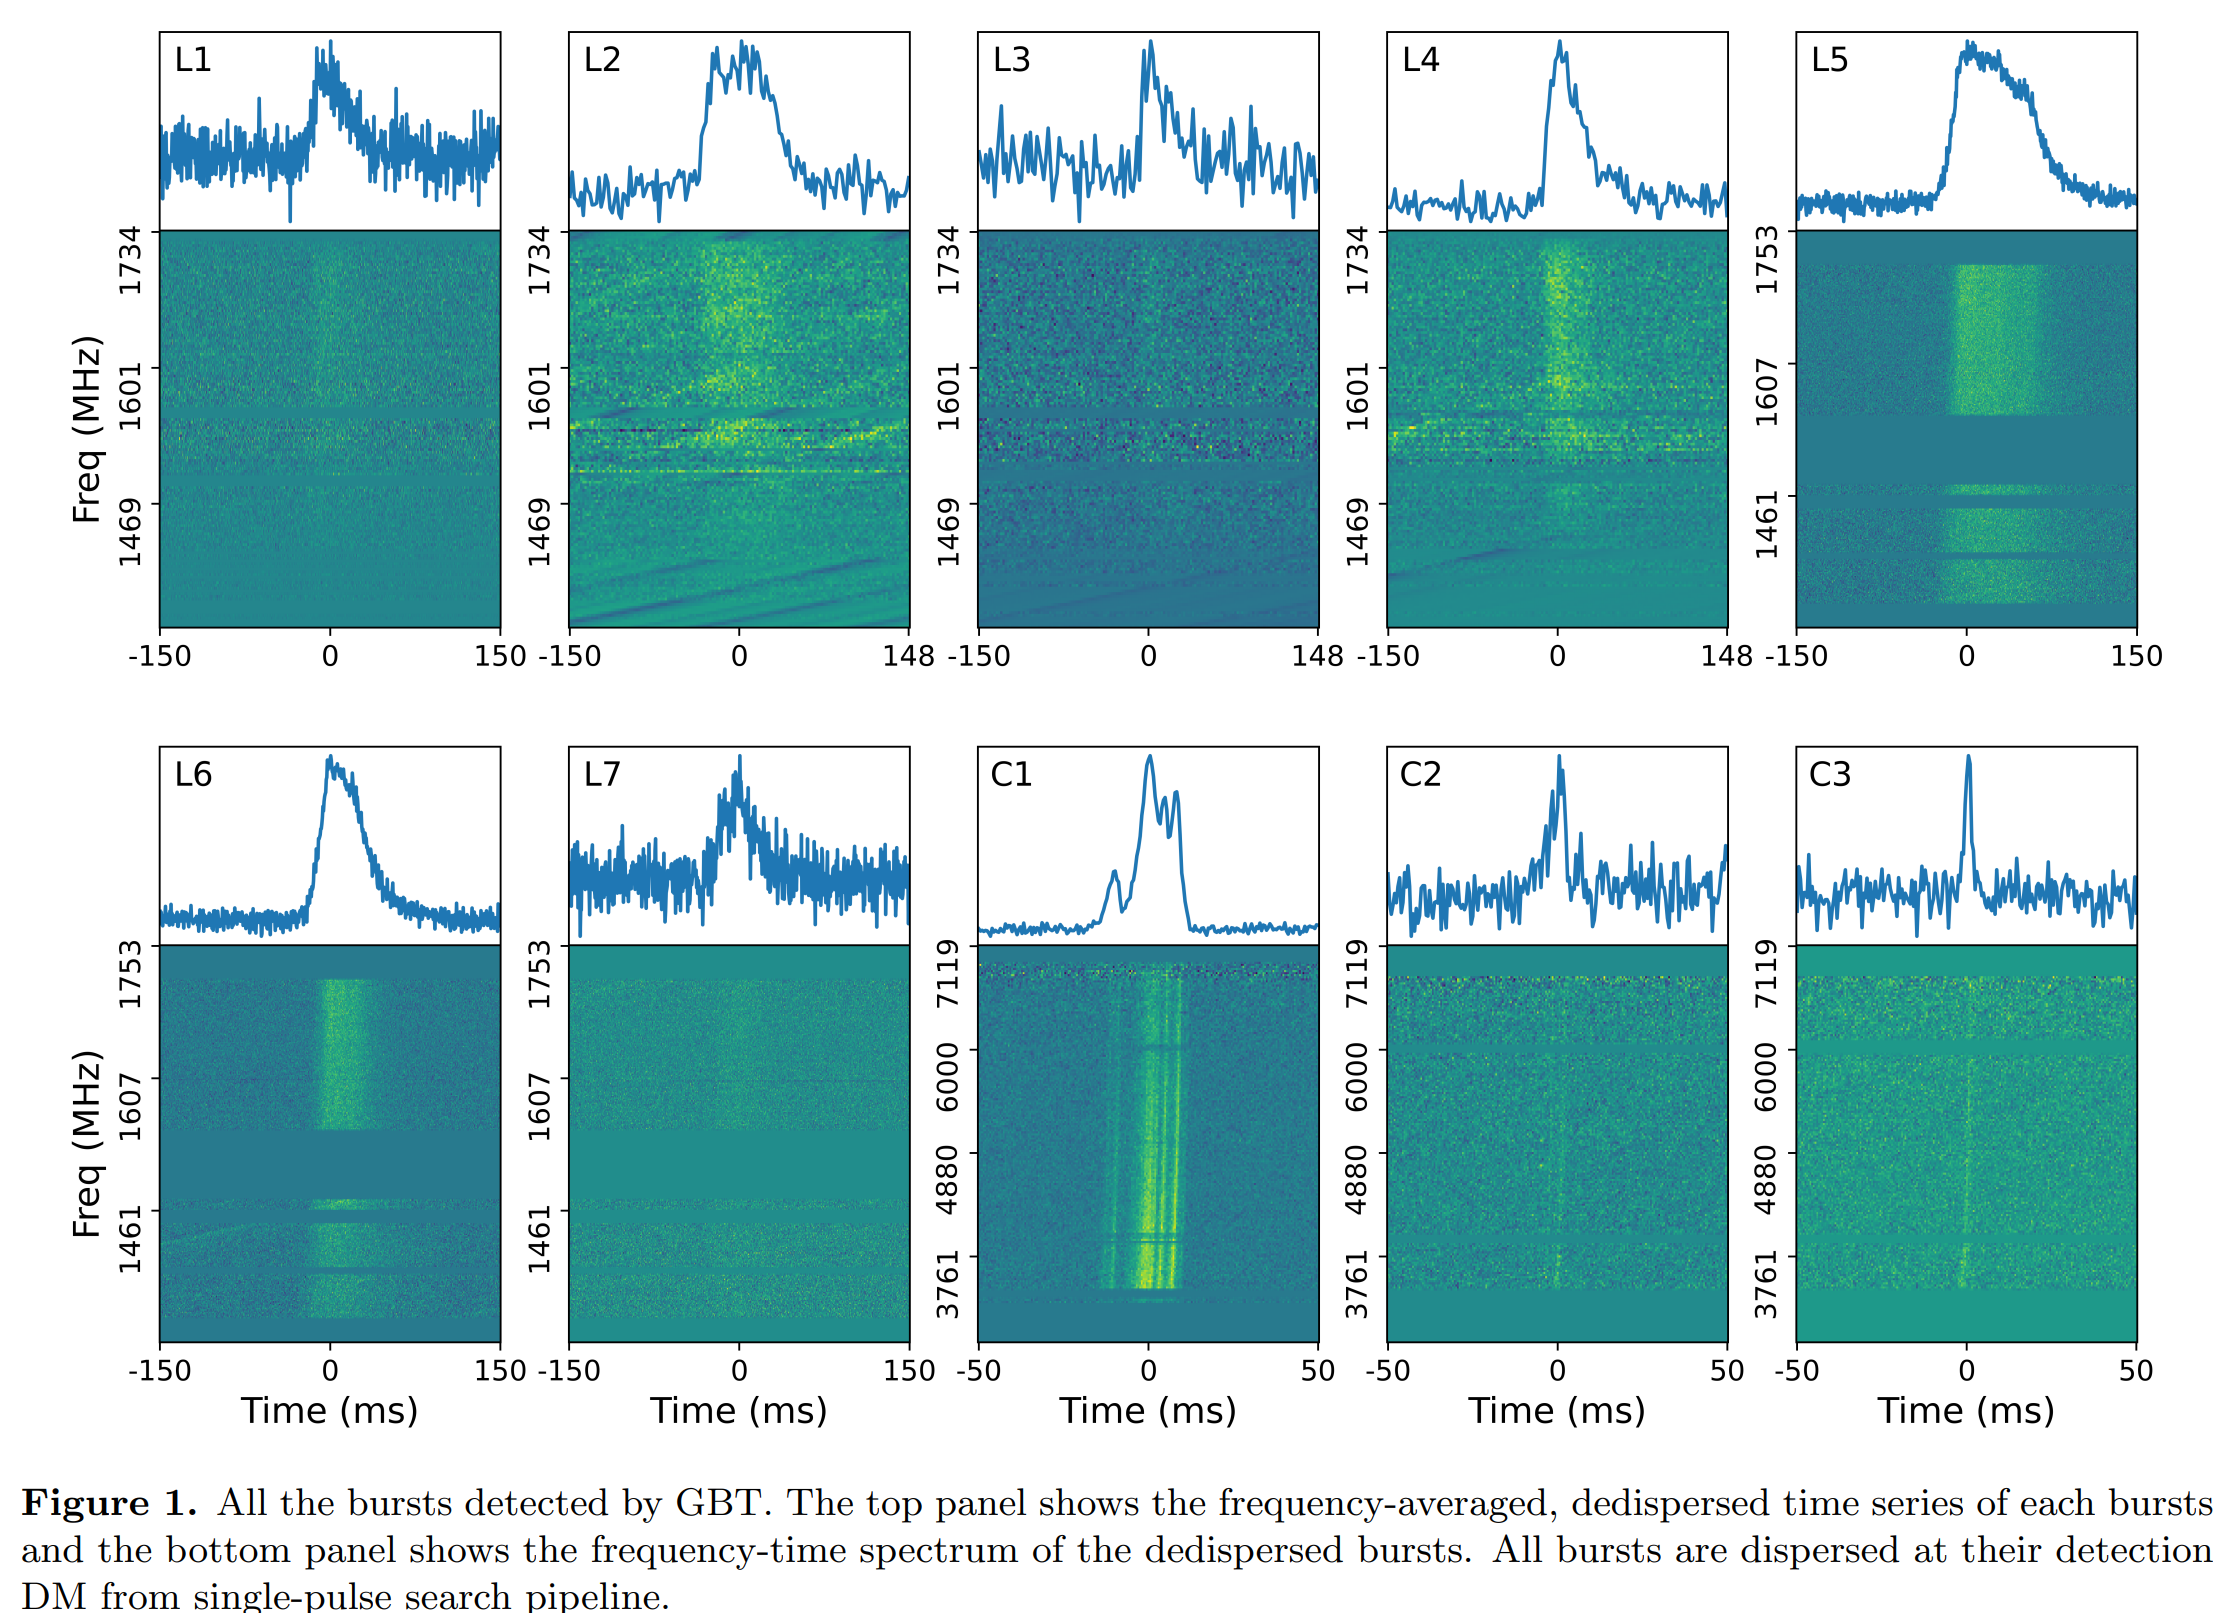 L1
L2
L3
L4
L5
Freq (MHz)
1734
1601
1469
1734
1601
1469
1734
1601
1469
1734
1601
1469
1753
1607
1461
-150 0 150
-150 0 148
-150 0 148
-150 0 148
-150 0 150
L6
L7
C1
C2
C3
Freq (MHz)
1753
1607
1461
1753
1607
1461
7119
6000
4880
3761
7119
6000
4880
3761
7119
6000
4880
3761
-150 0 150
-150 0 150
-50 0 50
-50 0 50
-50 0 50
Time (ms)
Time (ms)
Time (ms)
Time (ms)
Time (ms)
Figure 1. All the bursts detected by GBT. The top panel shows the frequency-averaged, dedispersed time series of each bursts
and the bottom panel shows the frequency-time spectrum of the dedispersed bursts. All bursts are dispersed at their detection
DM from single-pulse search pipeline.